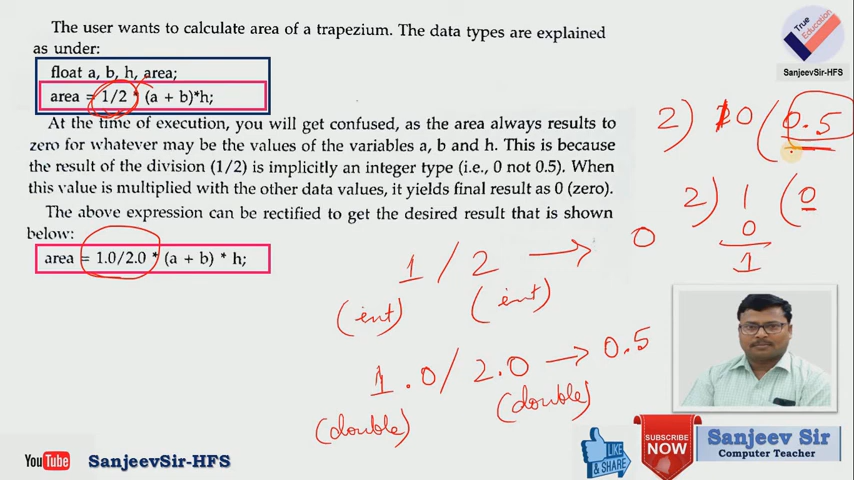 The user wants to calculate area of a trapezium. The data types are explained
as under:
float a, b, h, area;
area = 1/2 * (a + b)*h;
At the time of execution, you will get confused, as the area always results to
zero for whatever may be the values of the variables a, b and h. This is because
the result of the division (1/2) is implicitly an integer type (i.e., 0 not 0.5). When
this value is multiplied with the other data values, it yields final result as 0 (zero).
The above expression can be rectified to get the desired result that is shown
below:
area = 1.0/2.0 * (a + b) * h;
True Education
SanjeevSir-HFS
2) 10 ( 0.5
2) 1 ( 0
0
1
1 / 2 → 0
(int) (int)
1.0 / 2.0 → 0.5
(double) (double)
LIKE
& SHARE
SUBSCRIBE
NOW
Sanjeev Sir
Computer Teacher
YouTube SanjeevSir-HFS